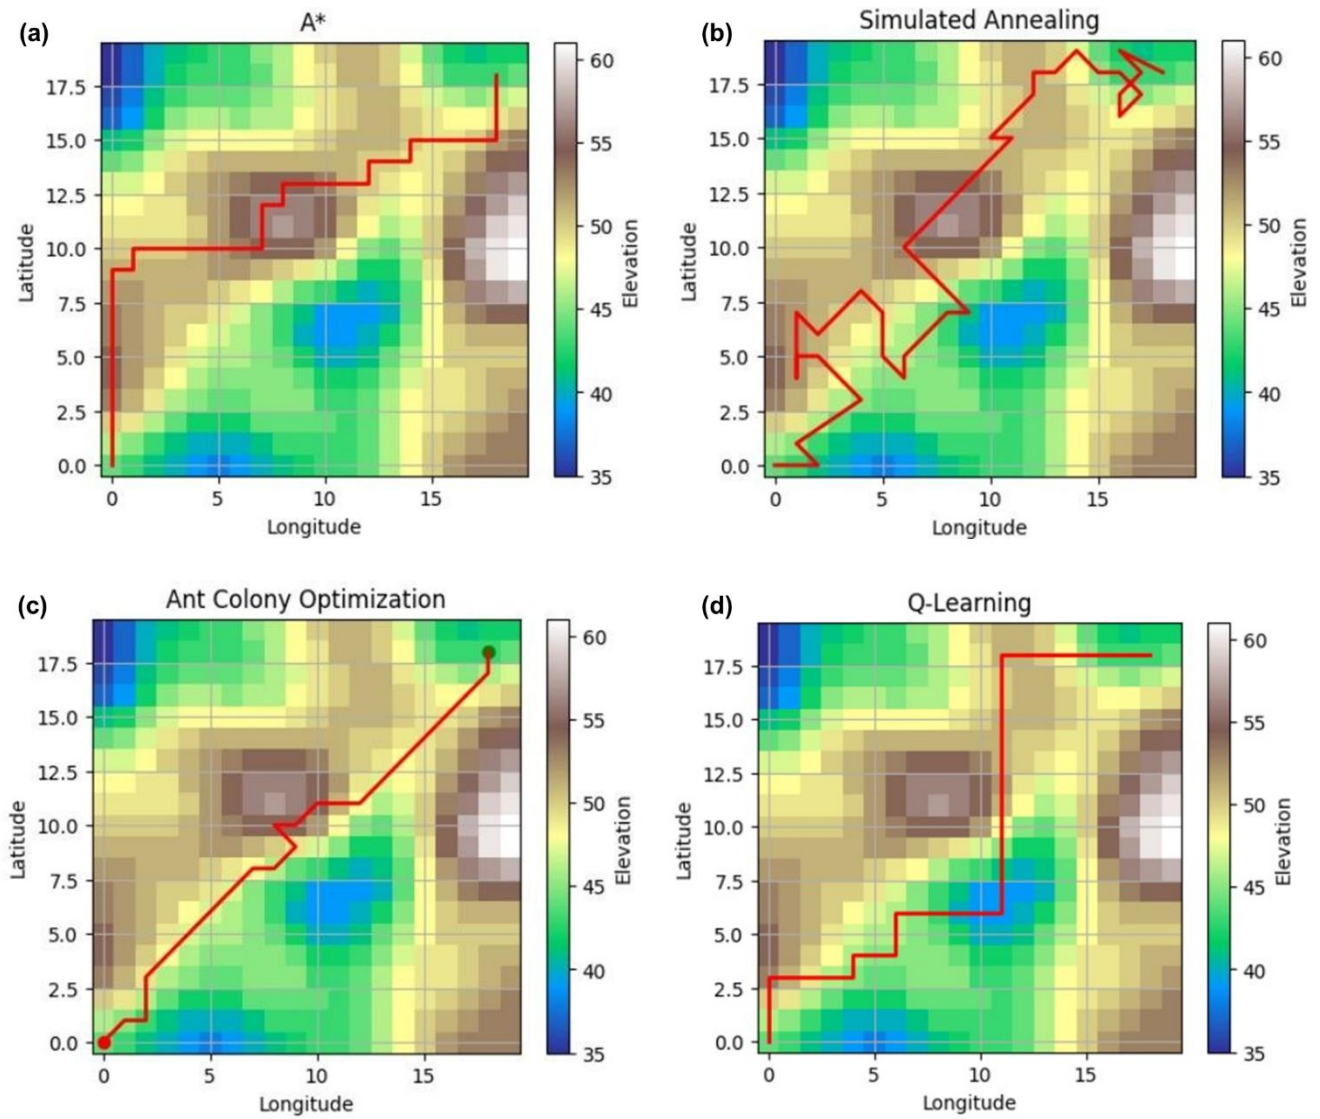 (a)
A*
17.5
15.0
12.5
10.0
7.5
5.0
2.5
0.0
Latitude
0 5 10 15
Longitude
60
55
50
45
40
35
Elevation
(b)
Simulated Annealing
17.5
15.0
12.5
10.0
7.5
5.0
2.5
0.0
Latitude
0 5 10 15
Longitude
60
55
50
45
40
35
Elevation
(c)
Ant Colony Optimization
17.5
15.0
12.5
10.0
7.5
5.0
2.5
0.0
Latitude
0 5 10 15
Longitude
60
55
50
45
40
35
Elevation
(d)
Q-Learning
17.5
15.0
12.5
10.0
7.5
5.0
2.5
0.0
Latitude
0 5 10 15
Longitude
60
55
50
45
40
35
Elevation